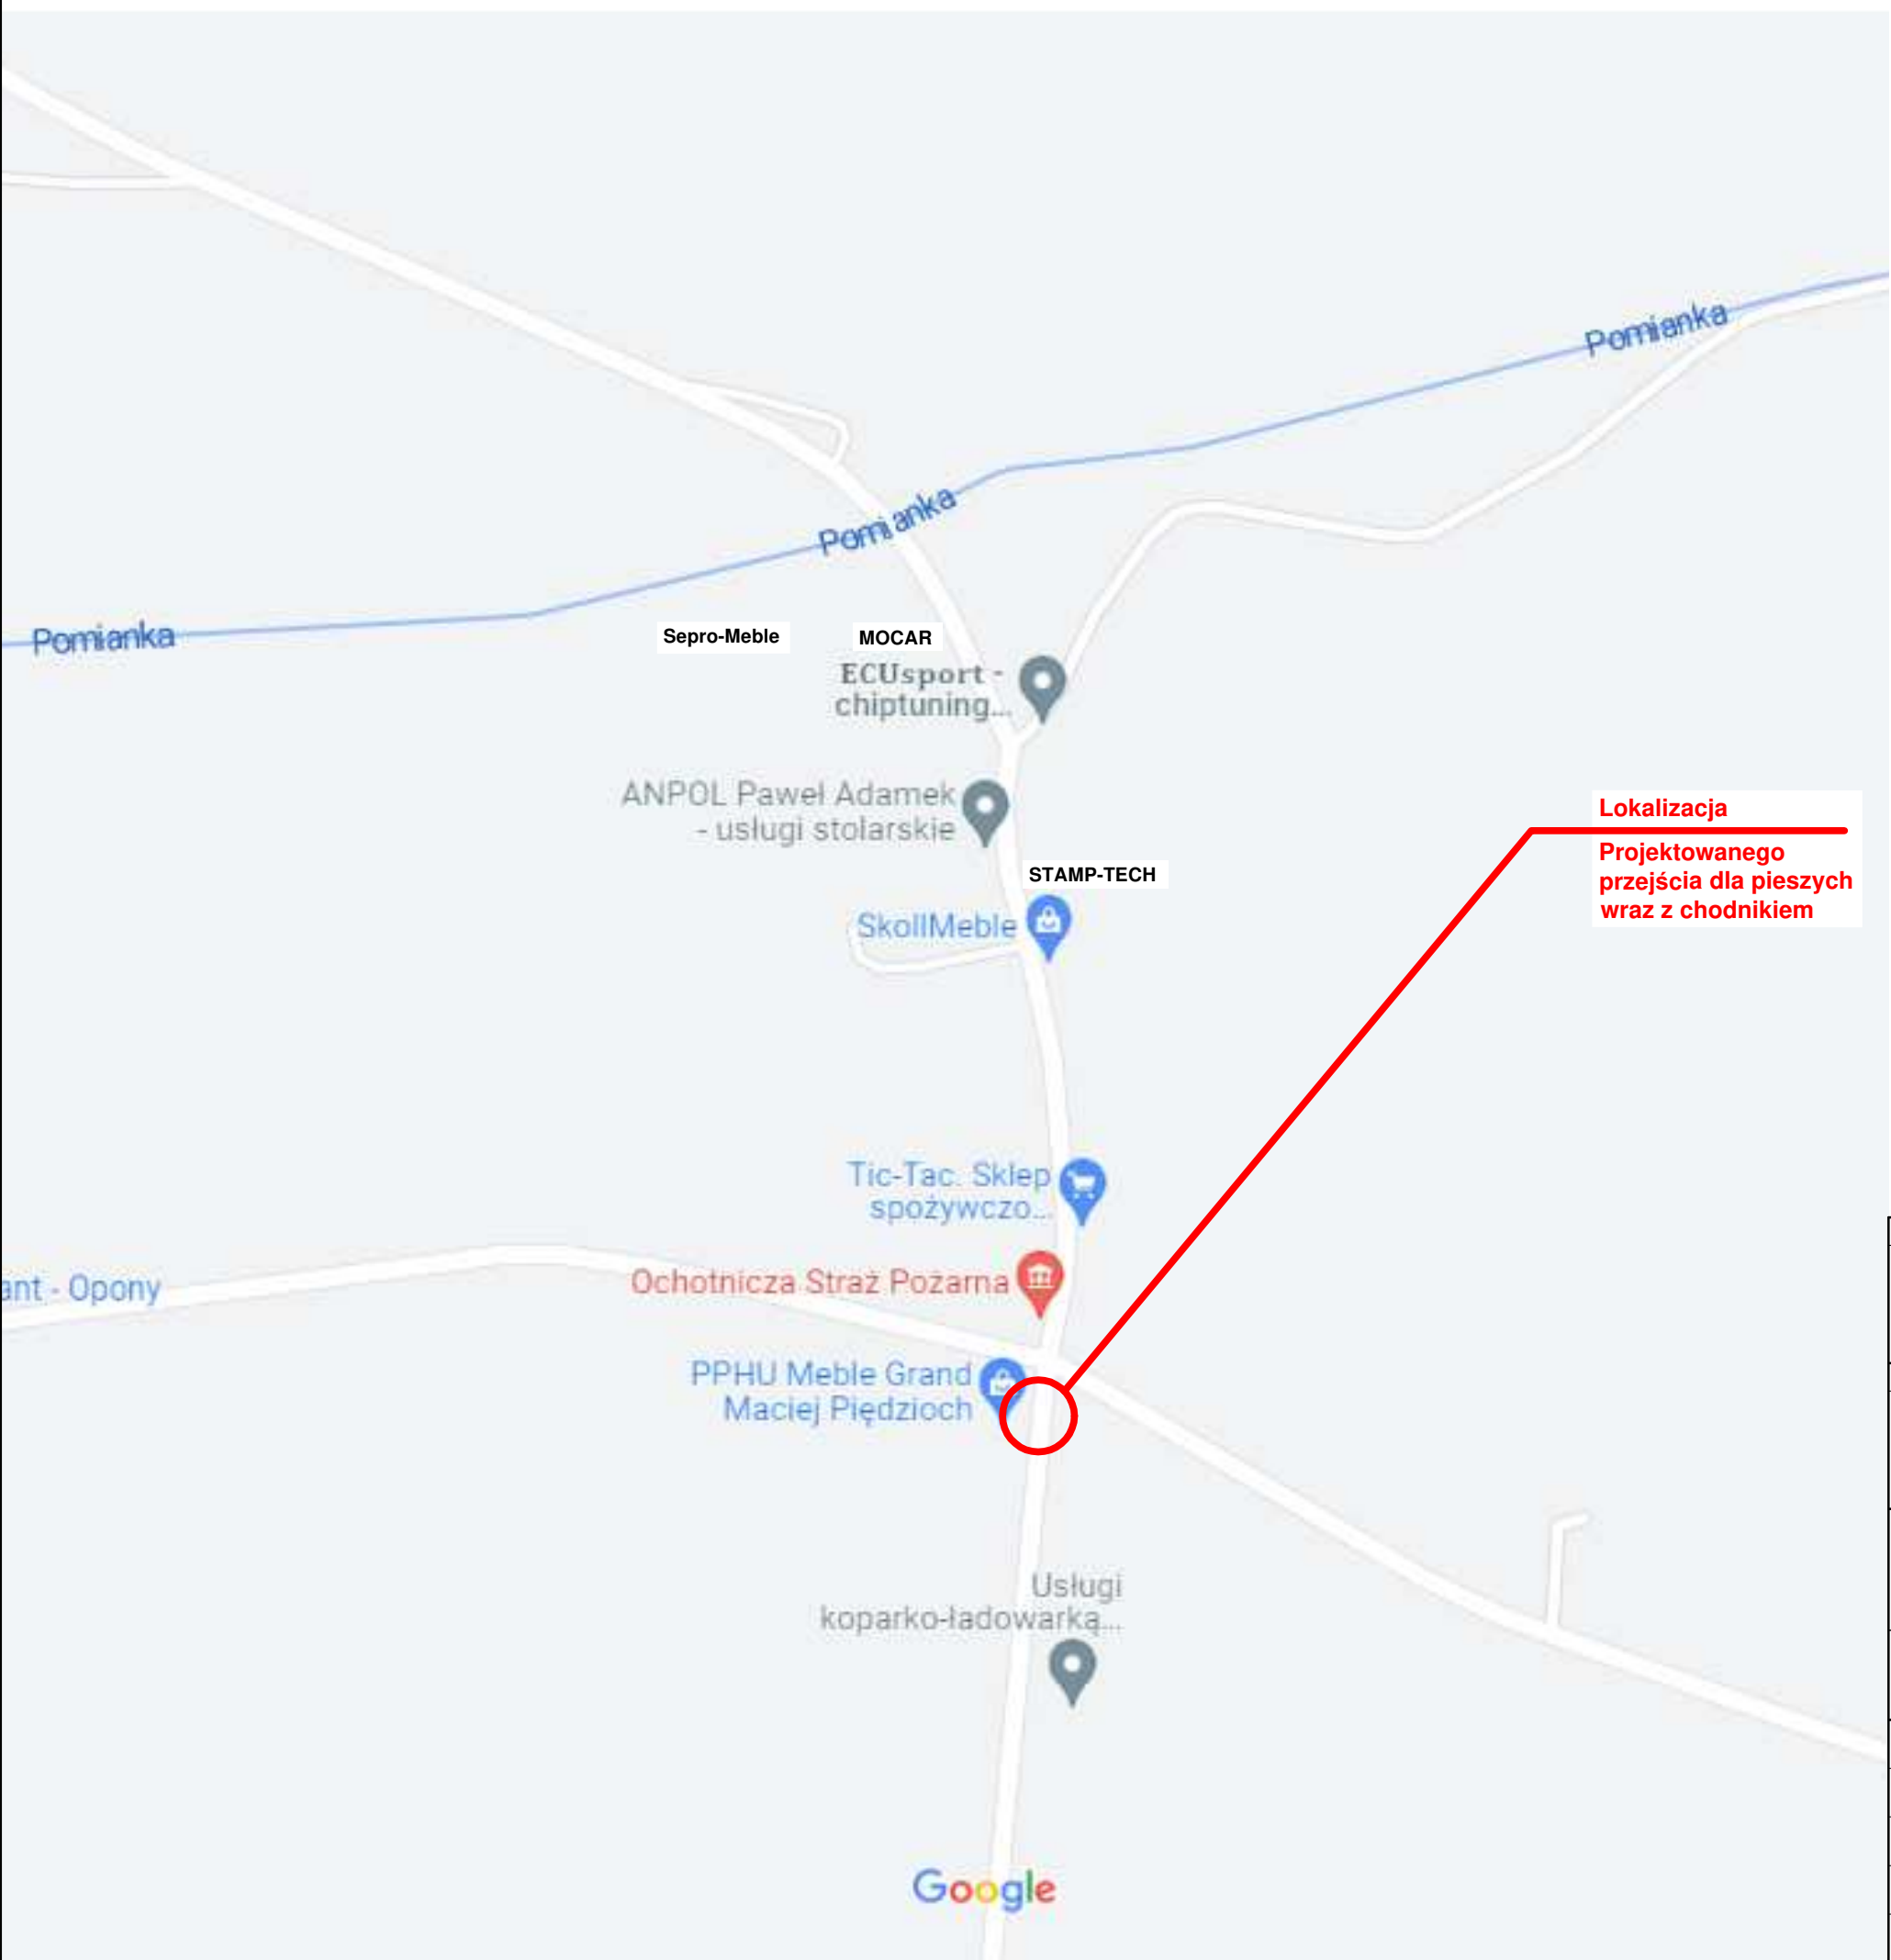 Pomianka
Pomianka
Pomianka
Sepro-Meble
MOCAR
ECUsport -
chiptuning...
ANPOL Paweł Adamek
- usługi stolarskie
Lokalizacja
Projektowanego
przejścia dla pieszych
wraz z chodnikiem
STAMP-TECH
SkollMeble
Tic-Tac. Sklep
spożywczo...
Ochotnicza Straż Pożarna
ant - Opony
PPHU Meble Grand
Maciej Piędzioch
Usługi
koparko-ładowarką...
Google